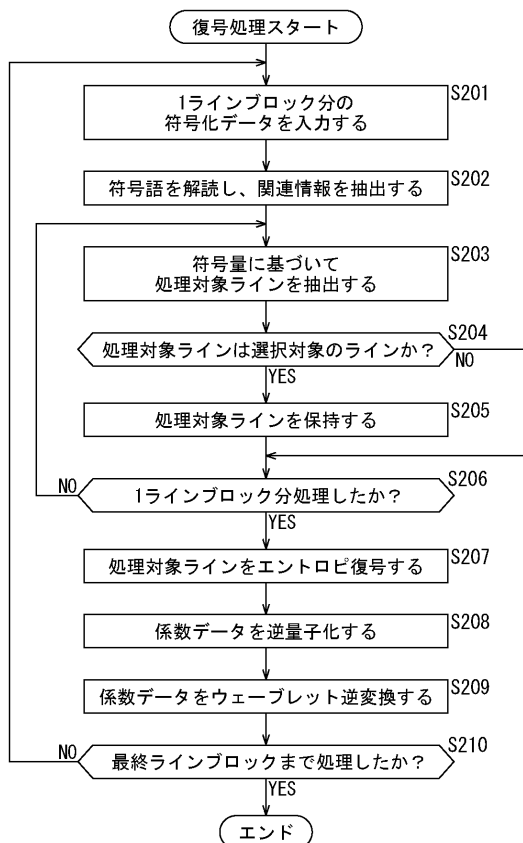 復号処理スタート
S201
1ラインブロック分の
符号化データを入力する
S202
符号語を解読し、関連情報を抽出する
S203
符号量に基づいて
処理対象ラインを抽出する
S204
処理対象ラインは選択対象のラインか？
NO
YES
S205
処理対象ラインを保持する
S206
NO
1ラインブロック分処理したか？
YES
S207
処理対象ラインをエントロピ復号する
S208
係数データを逆量子化する
S209
係数データをウェーブレット逆変換する
S210
NO
最終ラインブロックまで処理したか？
YES
エンド